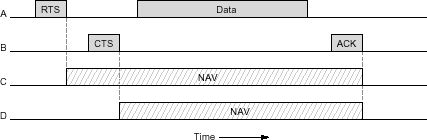 A RTS Data
B CTS ACK
C NAV
D NAV
Time